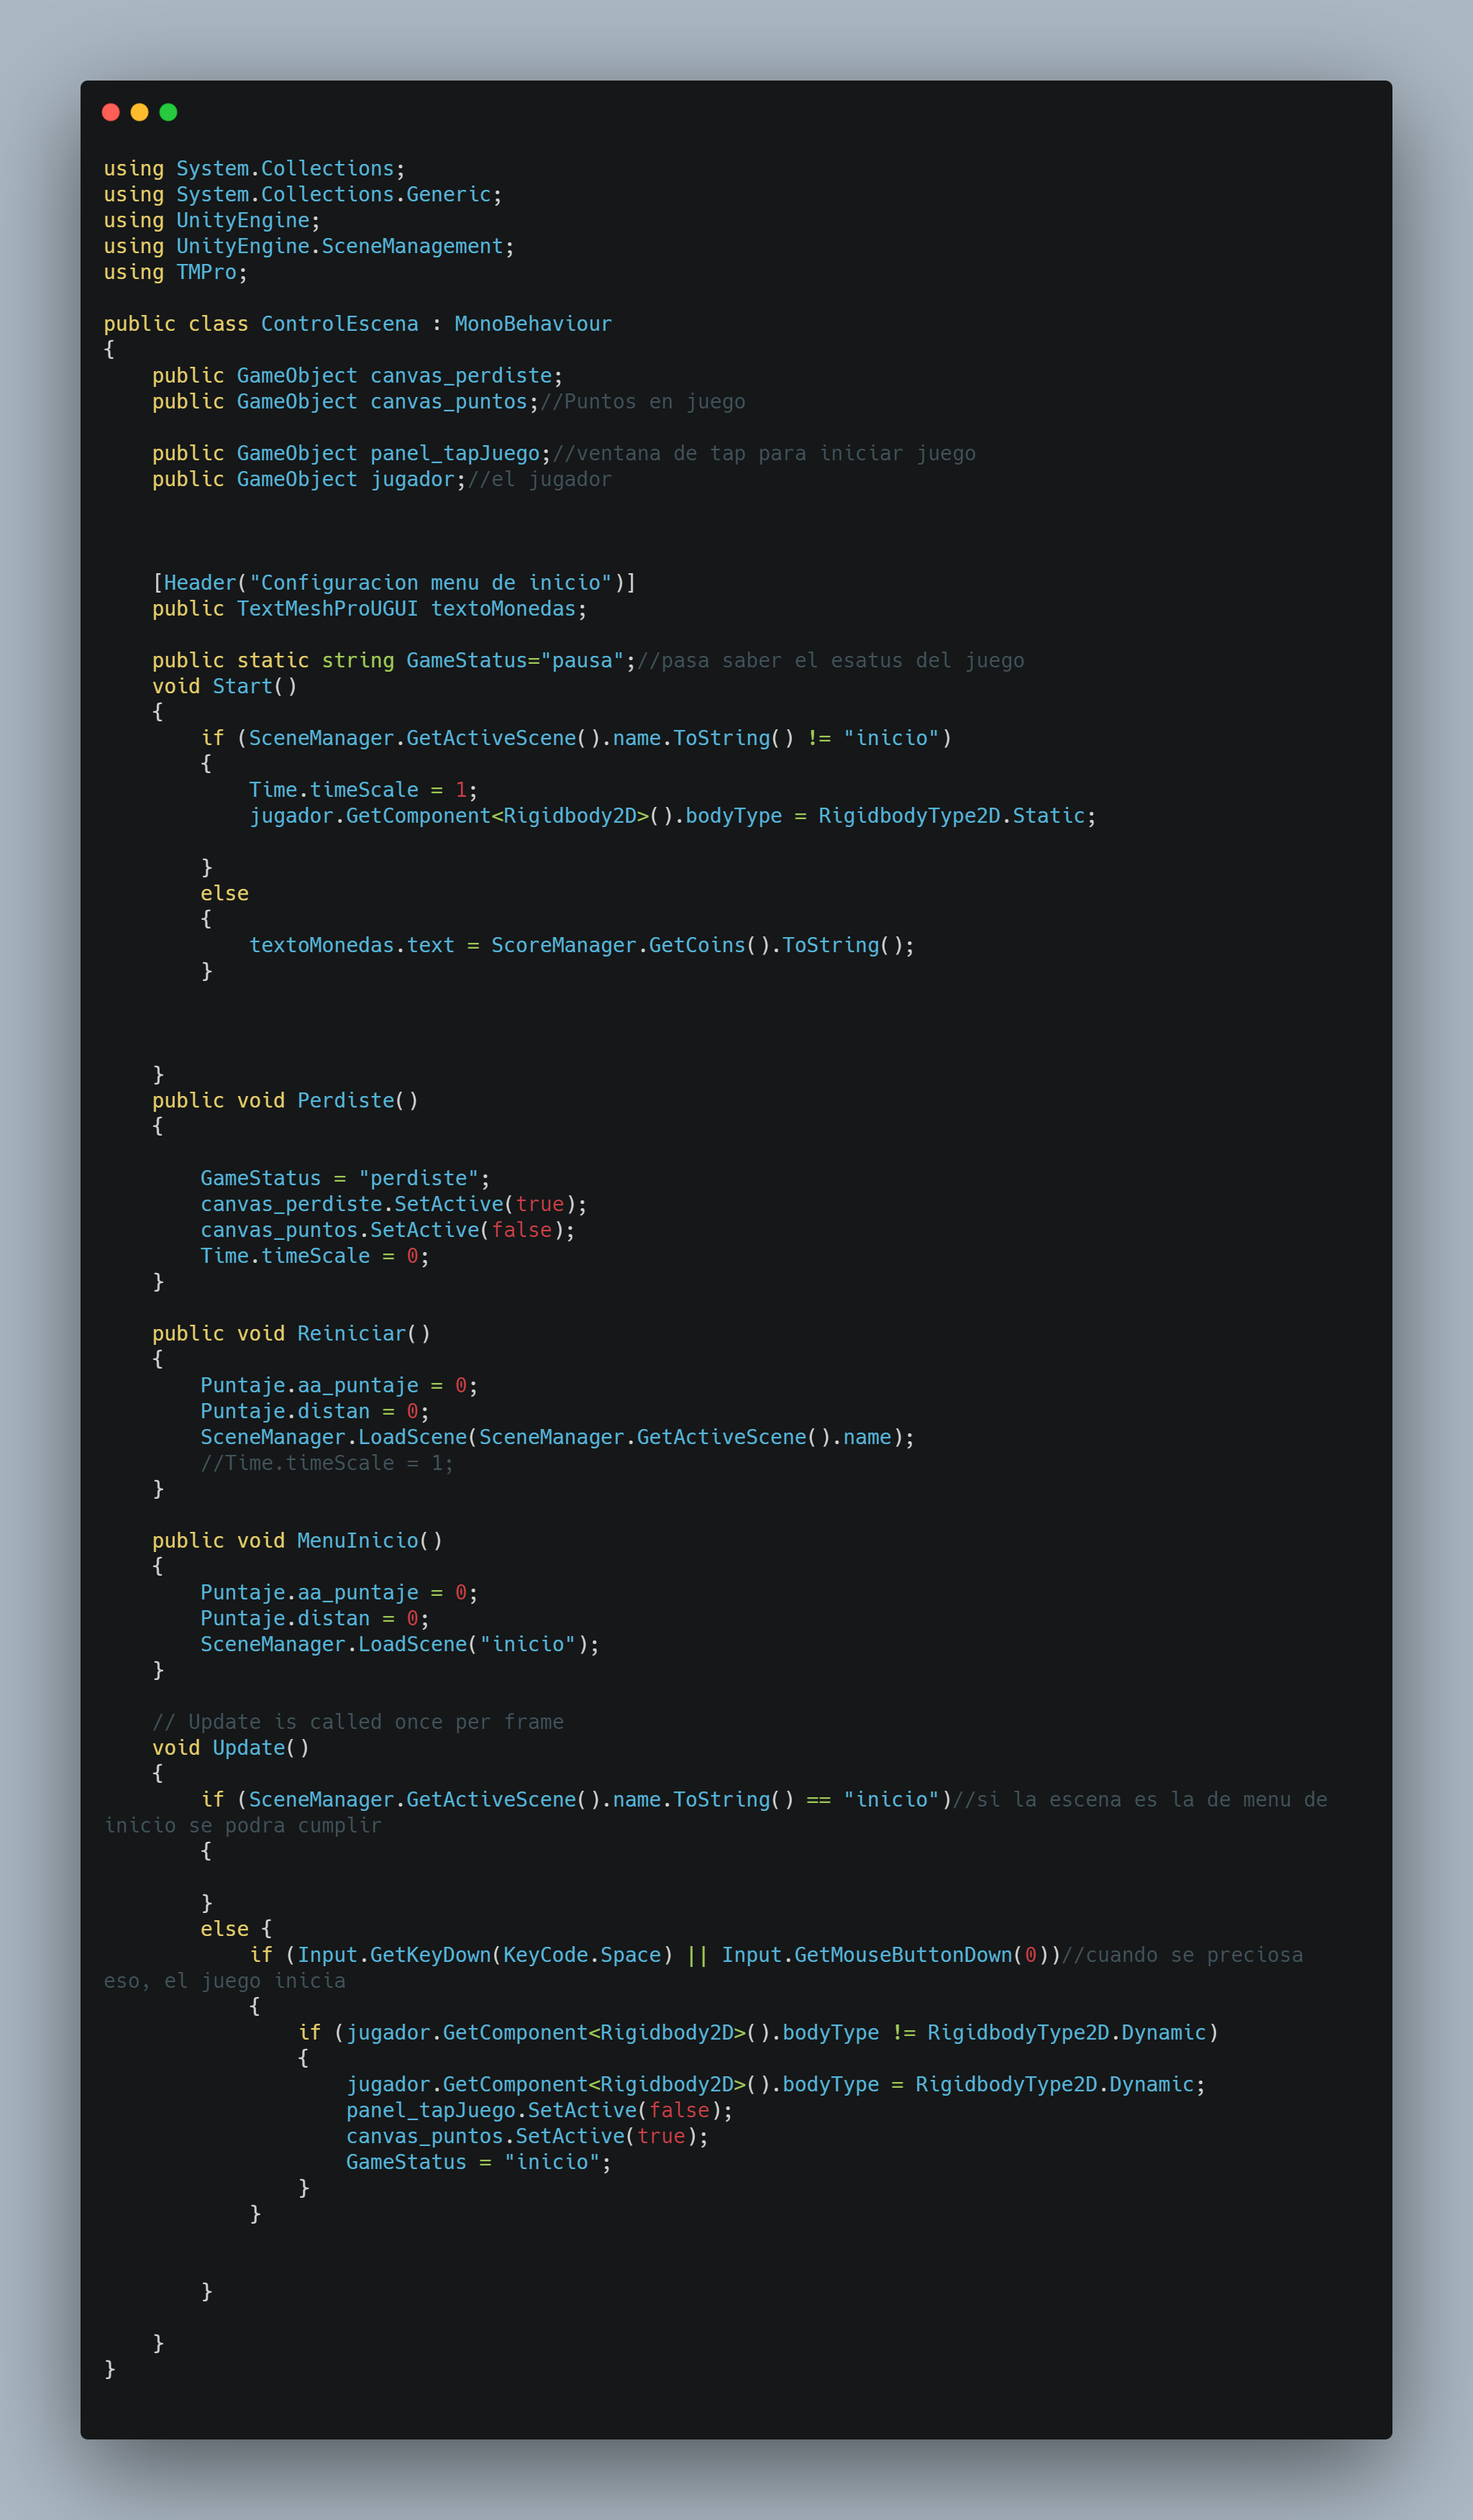 using System.Collections;
using System.Collections.Generic;
using UnityEngine;
using UnityEngine.SceneManagement;
using TMPro;

public class ControlEscena : MonoBehaviour
{
    public GameObject canvas_perdiste;
    public GameObject canvas_puntos;//Puntos en juego

    public GameObject panel_tapJuego;//ventana de tap para iniciar juego
    public GameObject jugador;//el jugador

    [Header("Configuracion menu de inicio")]
    public TextMeshProUGUI textoMonedas;

    public static string GameStatus="pausa";//pasa saber el esatus del juego
    void Start()
    {
        if (SceneManager.GetActiveScene().name.ToString() != "inicio")
        {
            Time.timeScale = 1;
            jugador.GetComponent<Rigidbody2D>().bodyType = RigidbodyType2D.Static;

        }
        else
        {
            textoMonedas.text = ScoreManager.GetCoins().ToString();
        }

    }
    public void Perdiste()
    {

        GameStatus = "perdiste";
        canvas_perdiste.SetActive(true);
        canvas_puntos.SetActive(false);
        Time.timeScale = 0;
    }

    public void Reiniciar()
    {
        Puntaje.aa_puntaje = 0;
        Puntaje.distan = 0;
        SceneManager.LoadScene(SceneManager.GetActiveScene().name);
        //Time.timeScale = 1;
    }

    public void MenuInicio()
    {
        Puntaje.aa_puntaje = 0;
        Puntaje.distan = 0;
        SceneManager.LoadScene("inicio");
    }

    // Update is called once per frame
    void Update()
    {
        if (SceneManager.GetActiveScene().name.ToString() == "inicio")//si la escena es la de menu de
inicio se podra cumplir
        {

        }
        else {
            if (Input.GetKeyDown(KeyCode.Space) || Input.GetMouseButtonDown(0))//cuando se preciosa
eso, el juego inicia
            {
                if (jugador.GetComponent<Rigidbody2D>().bodyType != RigidbodyType2D.Dynamic)
                {
                    jugador.GetComponent<Rigidbody2D>().bodyType = RigidbodyType2D.Dynamic;
                    panel_tapJuego.SetActive(false);
                    canvas_puntos.SetActive(true);
                    GameStatus = "inicio";
                }
            }

        }

    }
}